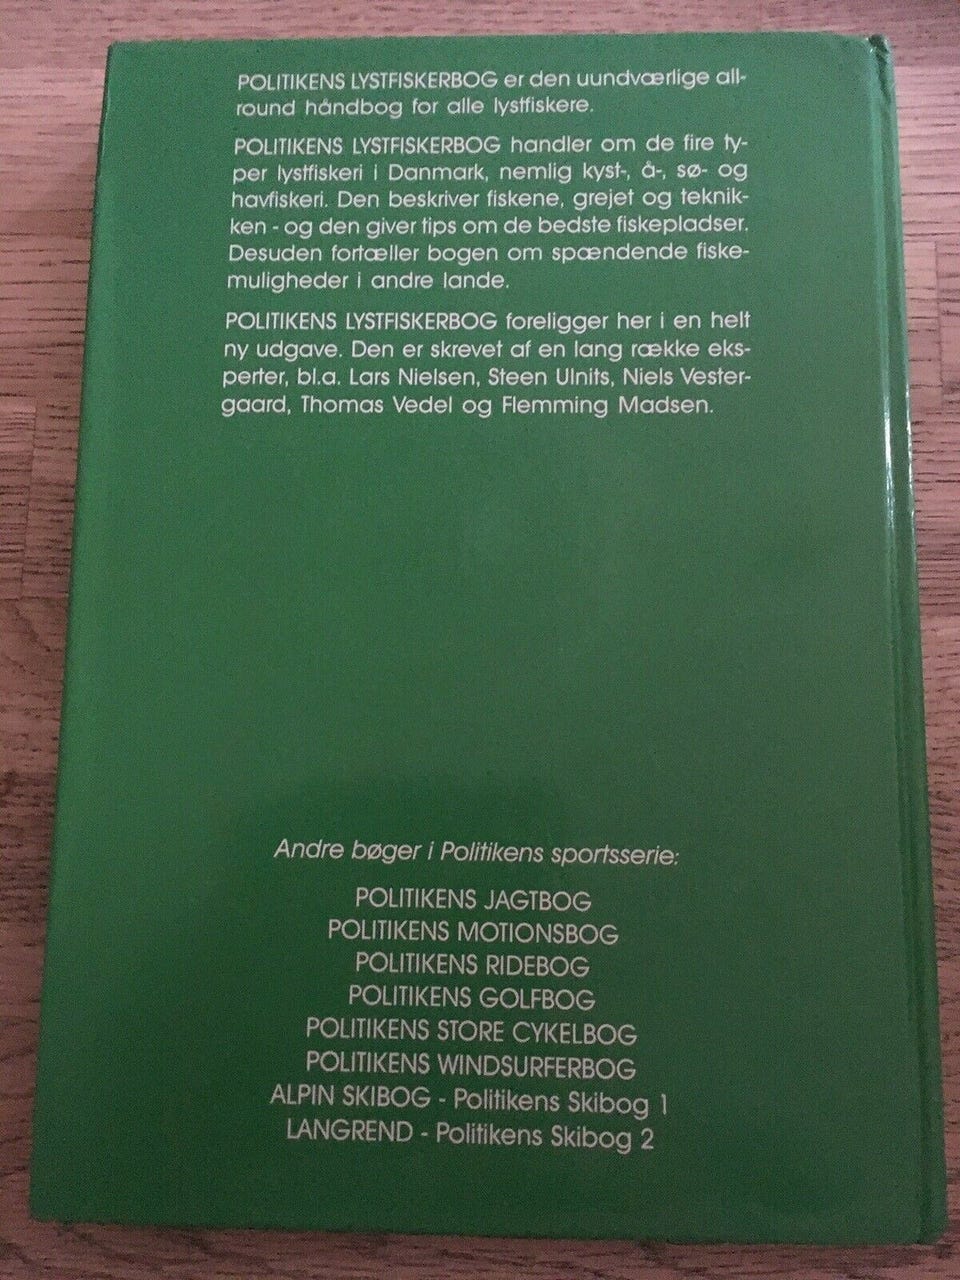 POLITIKENS LYSTFISKERBOG er den uundværlige all-
round håndbog for alle lystfiskere.
POLITIKENS LYSTFISKERBOG handler om de fire ty-
per lystfiskeri i Danmark, nemlig kyst-, å-, sø- og
havfiskeri. Den beskriver fiskene, grejet og teknik-
ken - og den giver tips om de bedste fiskepladser.
Desuden fortæller bogen om spændende fiske-
muligheder i andre lande.
POLITIKENS LYSTFISKERBOG foreligger her i en helt
ny udgave. Den er skrevet af en lang række eks-
perter, bl.a. Lars Nielsen, Steen Ulnits, Niels Vester-
gaard, Thomas Vedel og Flemming Madsen.
Andre bøger i Politikens sportsserie:
POLITIKENS JAGTBOG
POLITIKENS MOTIONSBOG
POLITIKENS RIDEBOG
POLITIKENS GOLFBOG
POLITIKENS STORE CYKELBOG
POLITIKENS WINDSURFERBOG
ALPIN SKIBOG - Politikens Skibog 1
LANGREND - Politikens Skibog 2